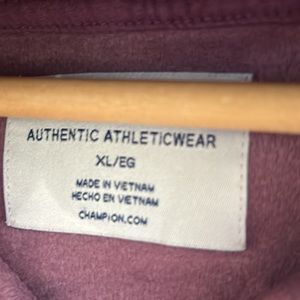 AUTHENTIC ATHLETICWEAR
XL/EG
MADE IN VIETNAM
HECHO EN VIETNAM
CHAMPION.COM